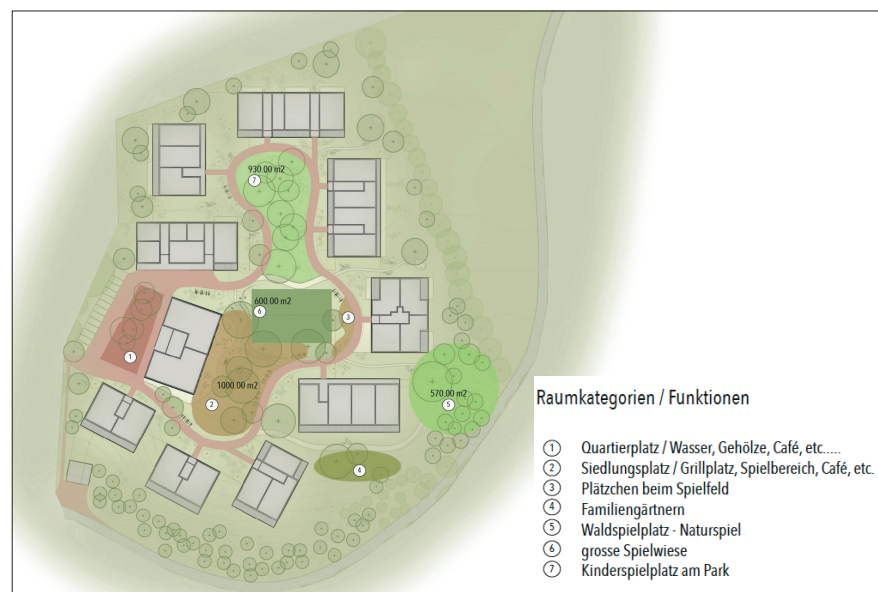 930.00 m2
7
600.00 m2
6
3
1
1000.00 m2
2
570.00 m2
5
4
Raumkategorien / Funktionen
1 Quartierplatz / Wasser, Gehölze, Café, etc.....
2 Siedlungsplatz / Grillplatz, Spielbereich, Café, etc.
3 Plätzchen beim Spielfeld
4 Familiengärtnern
5 Waldspielplatz - Naturspiel
6 grosse Spielwiese
7 Kinderspielplatz am Park